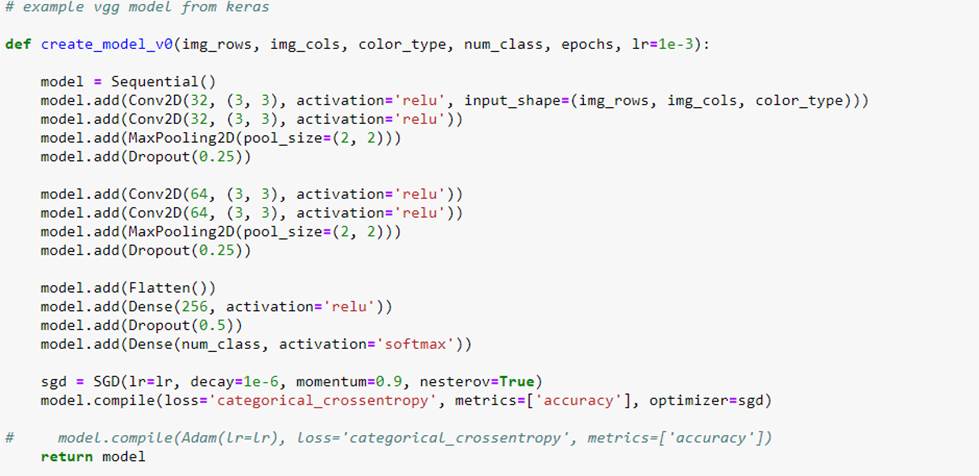 # example vgg model from keras
def create_model_v0(img_rows, img_cols, color_type, num_class, epochs, lr=1e-3):
    model = Sequential()
    model.add(Conv2D(32, (3, 3), activation='relu', input_shape=(img_rows, img_cols, color_type)))
    model.add(Conv2D(32, (3, 3), activation='relu'))
    model.add(MaxPooling2D(pool_size=(2, 2)))
    model.add(Dropout(0.25))
    model.add(Conv2D(64, (3, 3), activation='relu'))
    model.add(Conv2D(64, (3, 3), activation='relu'))
    model.add(MaxPooling2D(pool_size=(2, 2)))
    model.add(Dropout(0.25))
    model.add(Flatten())
    model.add(Dense(256, activation='relu'))
    model.add(Dropout(0.5))
    model.add(Dense(num_class, activation='softmax'))
    sgd = SGD(lr=lr, decay=1e-6, momentum=0.9, nesterov=True)
    model.compile(loss='categorical_crossentropy', metrics=['accuracy'], optimizer=sgd)
#     model.compile(Adam(lr=lr), loss='categorical_crossentropy', metrics=['accuracy'])
    return model